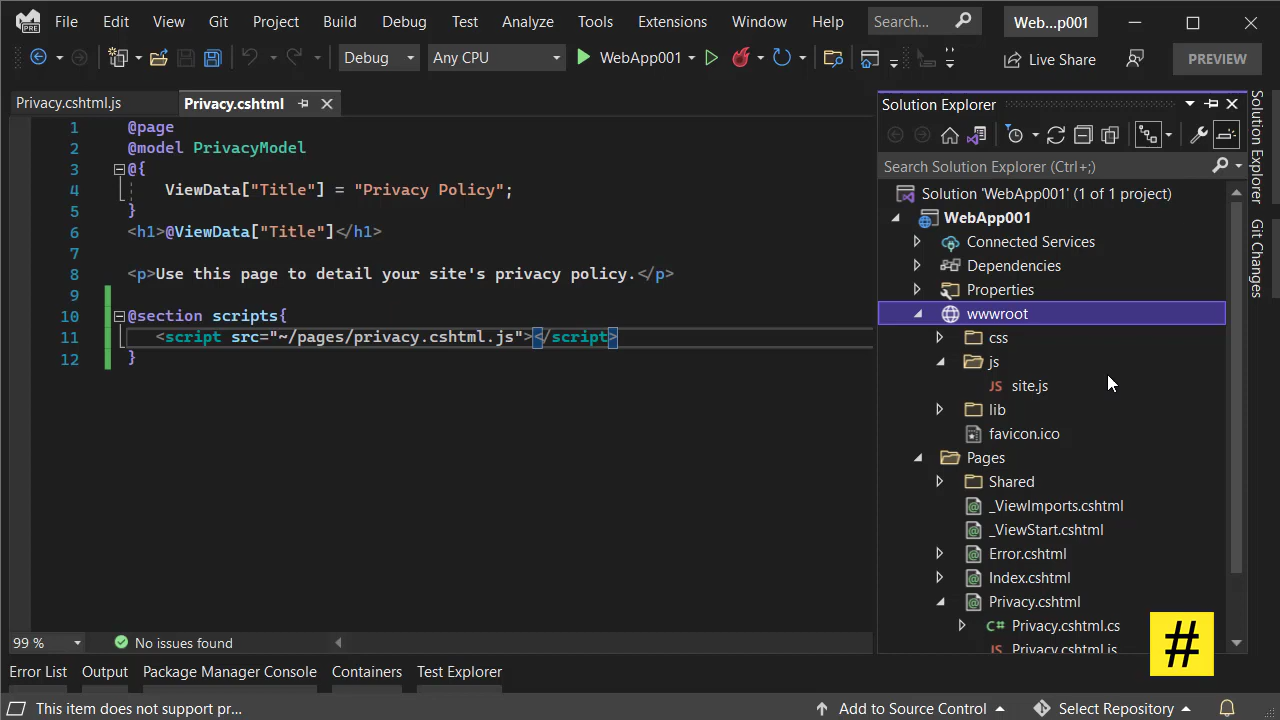 PRE
File Edit View Git Project Build Debug Test Analyze Tools Extensions Window Help Search... Web...p001
Debug Any CPU WebApp001 Live Share PREVIEW
Privacy.cshtml.js Privacy.cshtml
1 @page
2 @model PrivacyModel
3 @{
4 ViewData["Title"] = "Privacy Policy";
5 }
6 <h1>@ViewData["Title"]</h1>
7
8 <p>Use this page to detail your site's privacy policy.</p>
9
10 @section scripts{
11 <script src="~/pages/privacy.cshtml.js"></script>
12 }
99 % No issues found
Solution Explorer
Search Solution Explorer (Ctrl+;)
Solution 'WebApp001' (1 of 1 project)
WebApp001
Connected Services
Dependencies
Properties
wwwroot
css
js
JS site.js
lib
favicon.ico
Pages
Shared
_ViewImports.cshtml
_ViewStart.cshtml
Error.cshtml
Index.cshtml
Privacy.cshtml
C# Privacy.cshtml.cs
JS Privacy.cshtml.js
#
Solution Explorer
Git Changes
Error List Output Package Manager Console Containers Test Explorer
This item does not support pr... Add to Source Control Select Repository